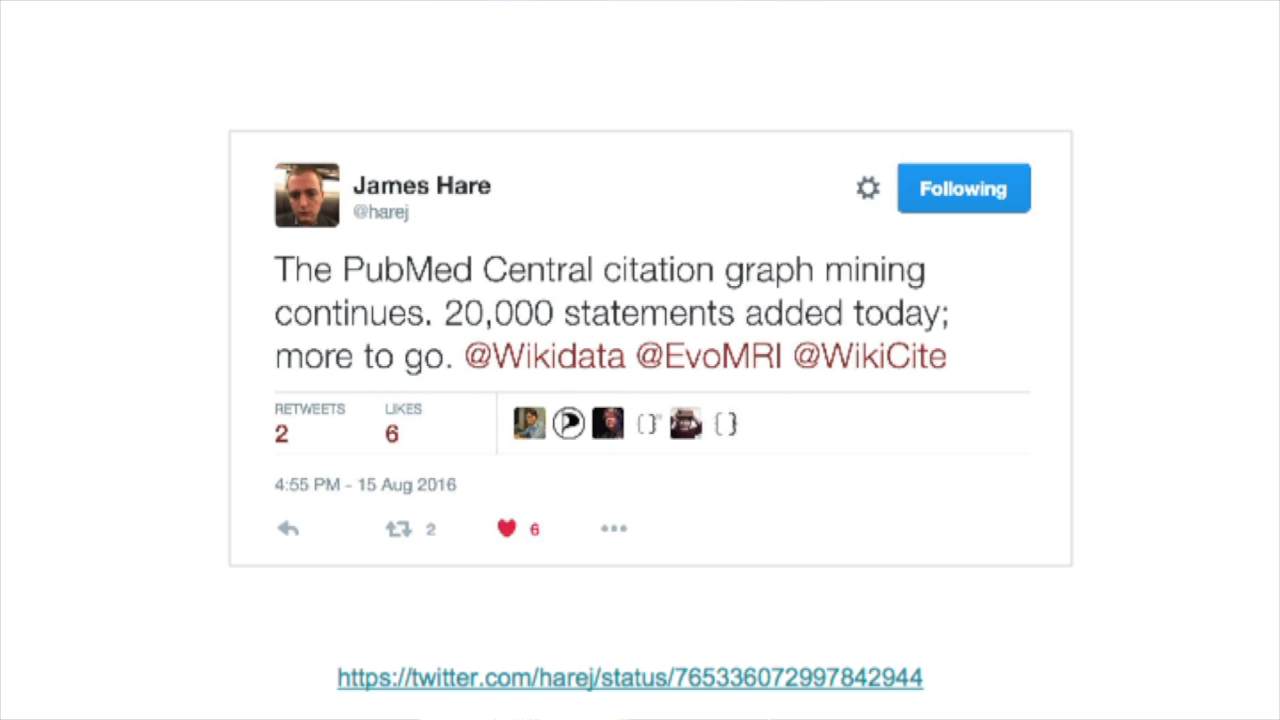 James Hare
@harej
Following
The PubMed Central citation graph mining
continues. 20,000 statements added today;
more to go. @Wikidata @EvoMRI @WikiCite
RETWEETS LIKES
2 6
4:55 PM - 15 Aug 2016
2 6
https://twitter.com/harej/status/765336072997842944